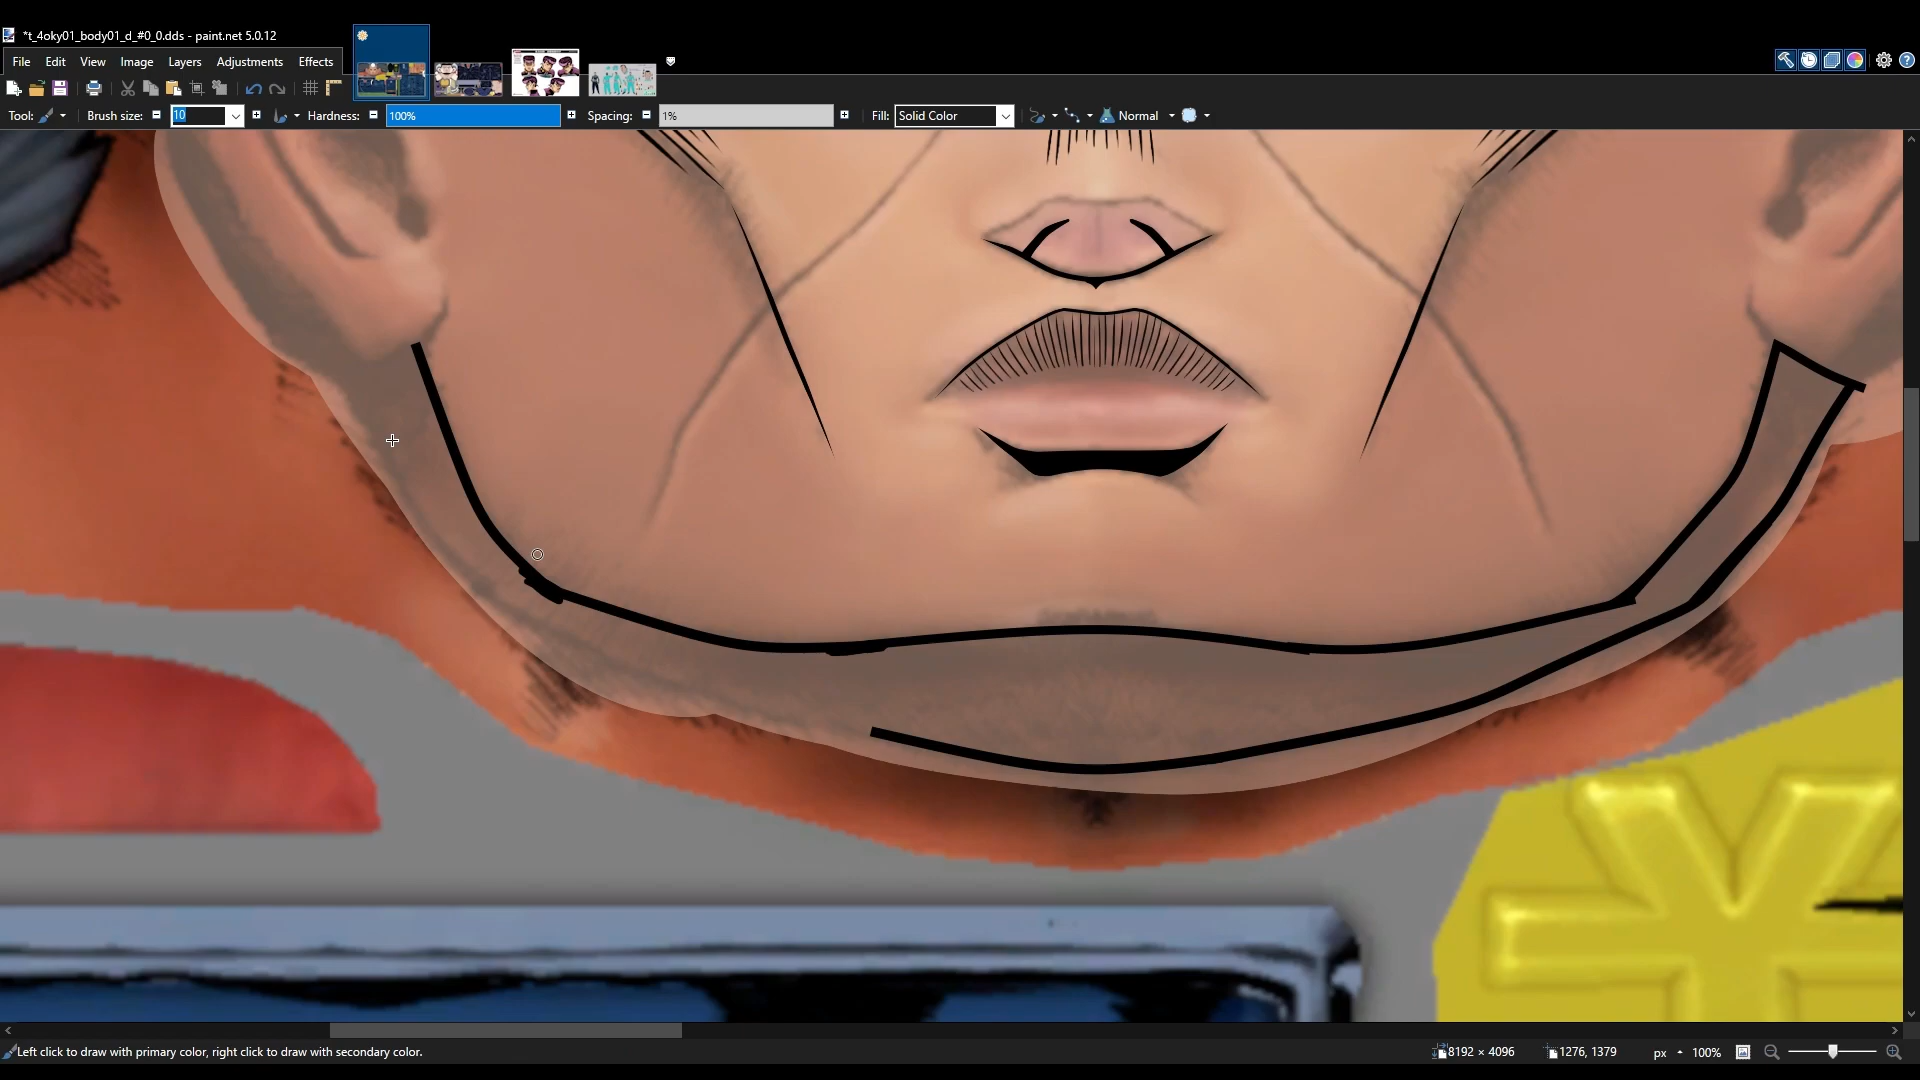 *t_4oky01_body01_d_#0_0.dds - paint.net 5.0.12
File Edit View Image Layers Adjustments Effects
Tool: Brush size: 10 Hardness: 100% Spacing: 1% Fill: Solid Color Normal
¥
Left click to draw with primary color, right click to draw with secondary color. 8192 × 4096 1276, 1379 px 100%